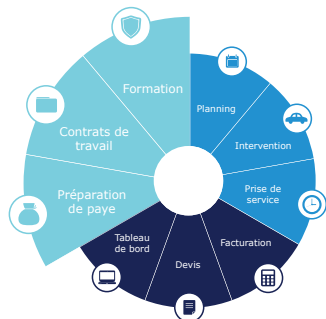 Formation
Planning
Contrats de
travail
Intervention
Préparation
de paye
Prise de
service
Tableau
de bord
Facturation
Devis